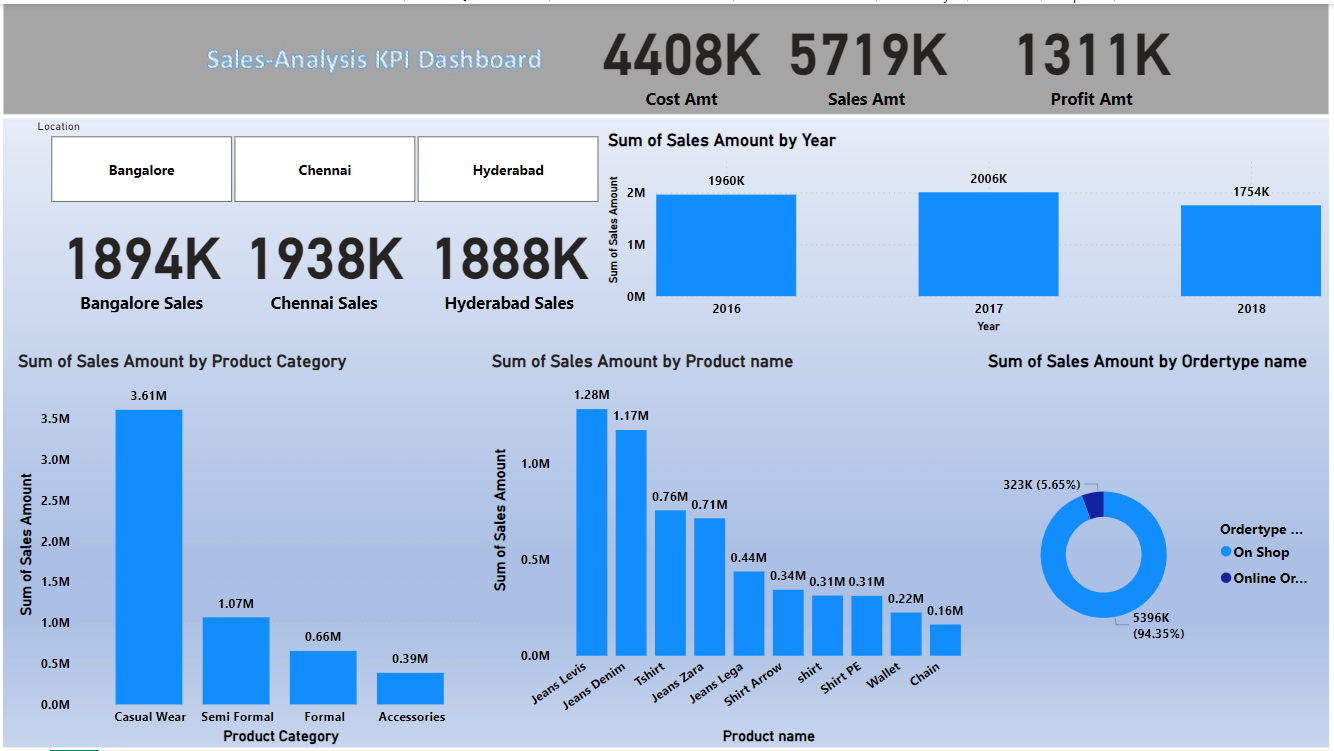 Sales-Analysis KPI Dashboard
4408K
Cost Amt
5719K
Sales Amt
1311K
Profit Amt
Location
Bangalore
Chennai
Hyderabad
1894K
Bangalore Sales
1938K
Chennai Sales
1888K
Hyderabad Sales
Sum of Sales Amount by Year
Sum of Sales Amount
2M
1M
0M
1960K
2006K
1754K
2016
2017
2018
Year
Sum of Sales Amount by Product Category
Sum of Sales Amount
3.5M
3.0M
2.5M
2.0M
1.5M
1.0M
0.5M
0.0M
3.61M
1.07M
0.66M
0.39M
Casual Wear
Semi Formal
Formal
Accessories
Product Category
Sum of Sales Amount by Product name
Sum of Sales Amount
1.0M
0.5M
0.0M
1.28M
1.17M
0.76M
0.71M
0.44M
0.34M
0.31M
0.31M
0.22M
0.16M
Jeans Levis
Jeans Denim
Tshirt
Jeans Zara
Jeans Lega
Shirt Arrow
shirt
Shirt PE
Wallet
Chain
Product name
Sum of Sales Amount by Ordertype name
323K (5.65%)
5396K
(94.35%)
Ordertype ...
On Shop
Online Or...